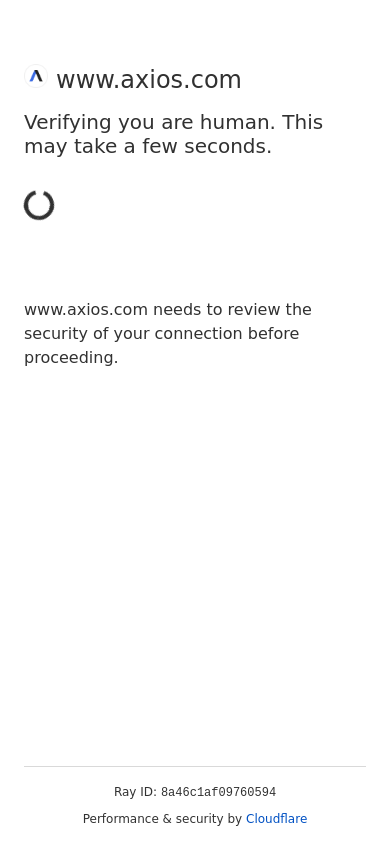 www.axios.com
Verifying you are human. This
may take a few seconds.
www.axios.com needs to review the
security of your connection before
proceeding.
Ray ID: 8a46c1af09760594
Performance & security by Cloudflare